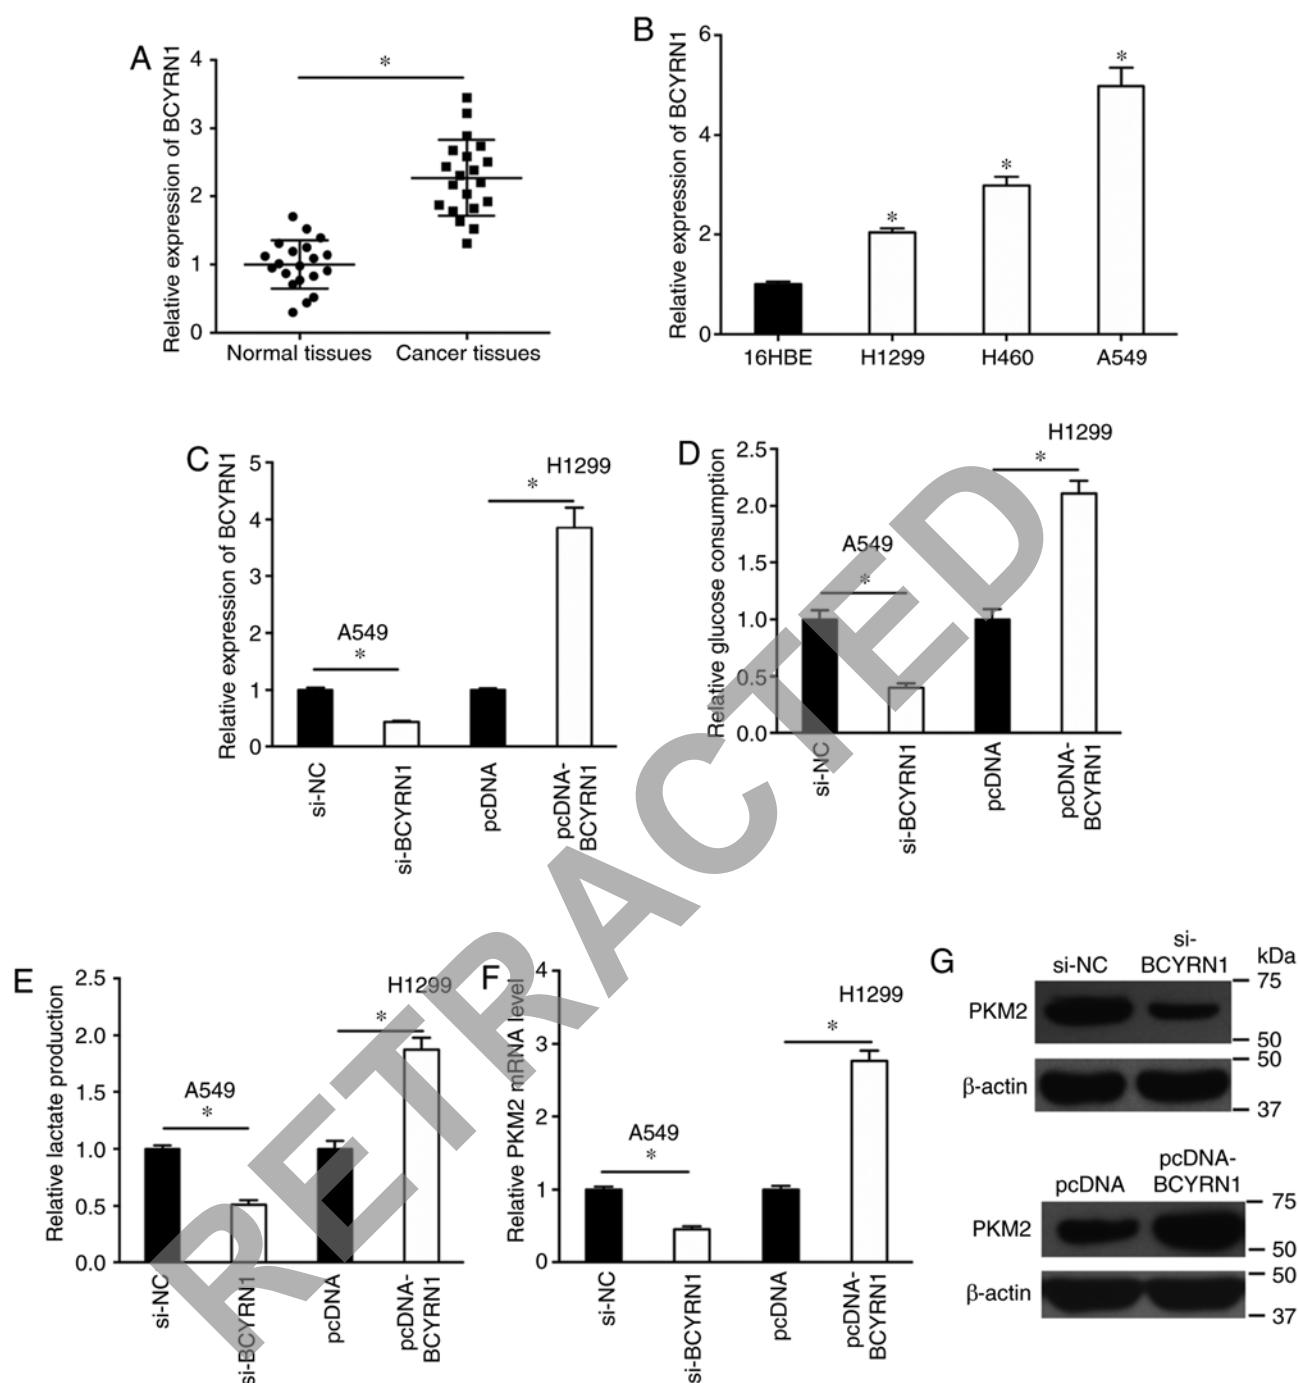 A
Relative expression of BCYRN1
4
3
2
1
0
*
Normal tissues
Cancer tissues
B
Relative expression of BCYRN1
6
4
2
0
*
*
*
16HBE
H1299
H460
A549
C
Relative expression of BCYRN1
5
4
3
2
1
0
A549
*
H1299
*
si-NC
si-BCYRN1
pcDNA
pcDNA-
BCYRN1
D
Relative glucose consumption
2.5
2.0
1.5
1.0
0.5
0.0
A549
*
H1299
*
si-NC
si-BCYRN1
pcDNA
pcDNA-
BCYRN1
E
Relative lactate production
2.5
2.0
1.5
1.0
0.5
0.0
A549
*
H1299
*
si-NC
si-BCYRN1
pcDNA
pcDNA-
BCYRN1
F
Relative PKM2 mRNA level
4
3
2
1
0
A549
*
H1299
*
si-NC
si-BCYRN1
pcDNA
pcDNA-
BCYRN1
G
si-NC
si-
BCYRN1
kDa
PKM2
75
50
β-actin
50
37
pcDNA
pcDNA-
BCYRN1
PKM2
75
50
β-actin
50
37
RETRACTED